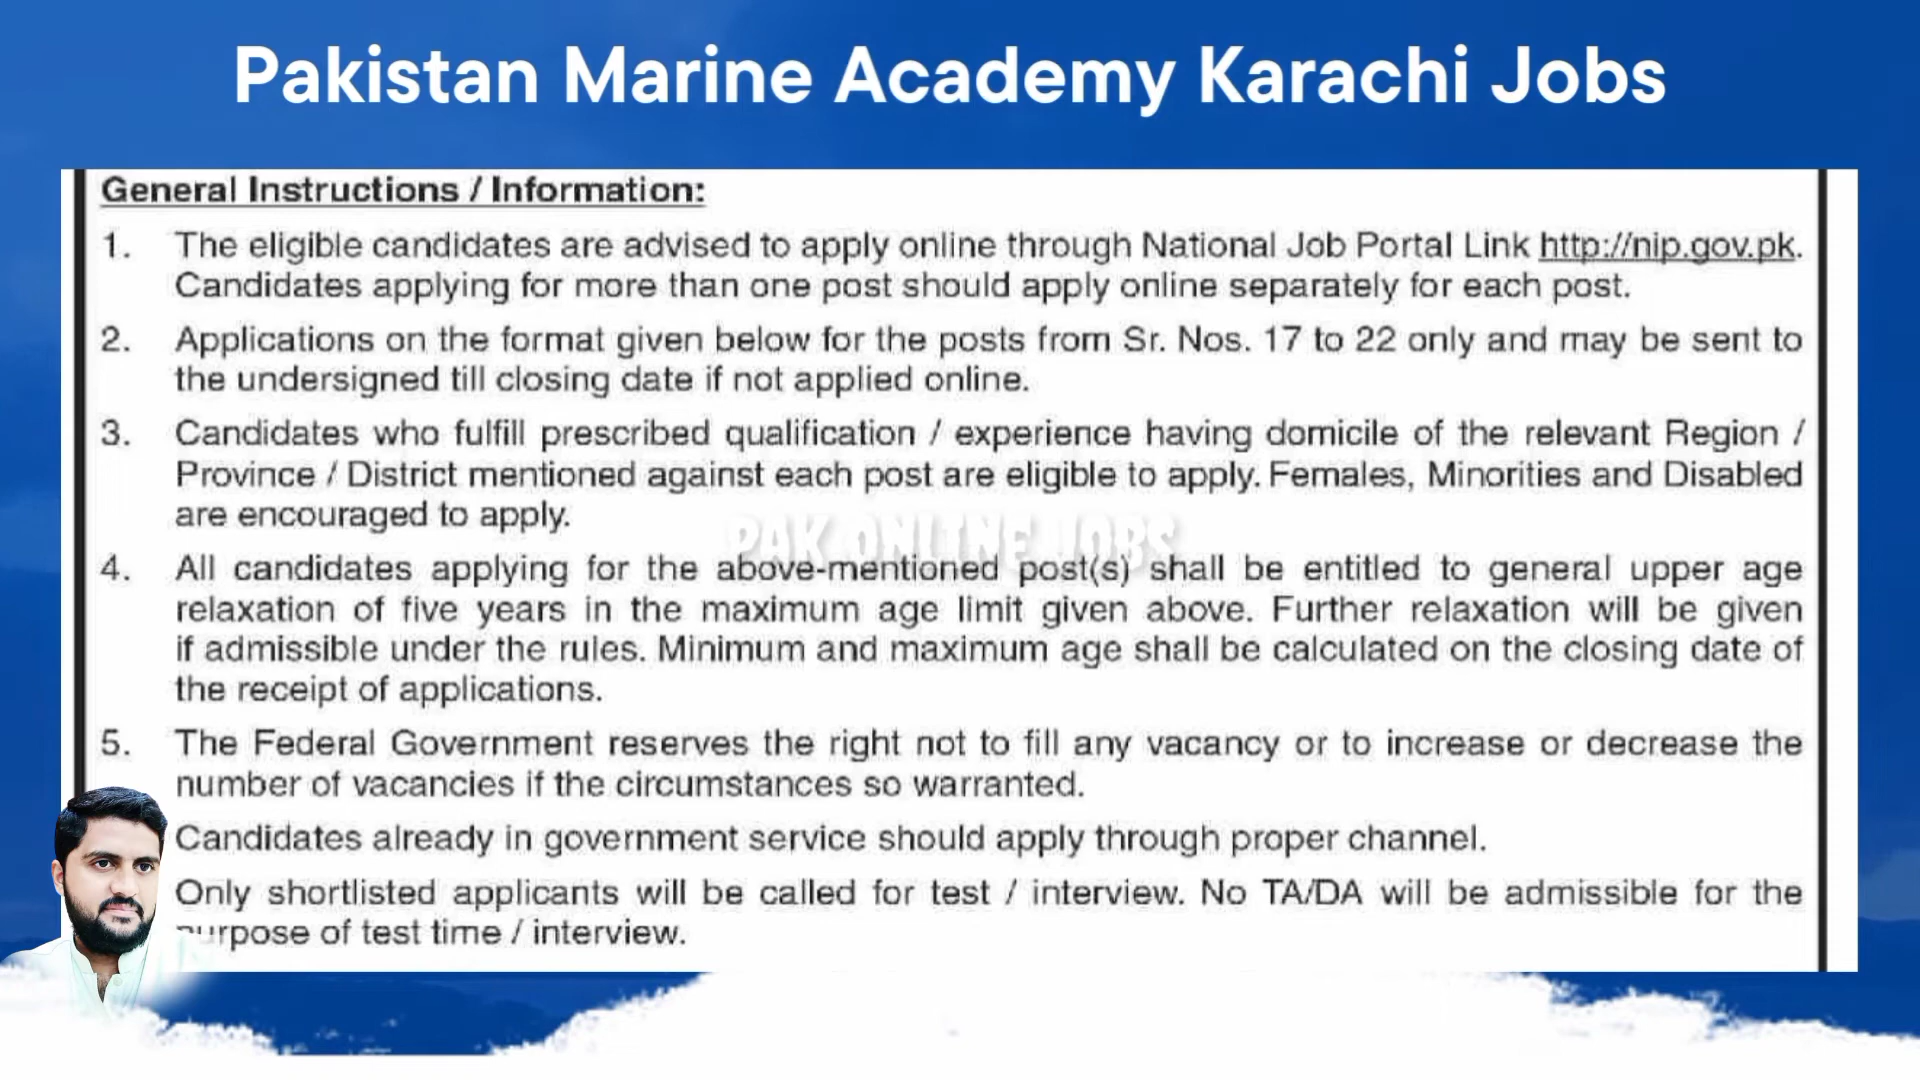 Pakistan Marine Academy Karachi Jobs
General Instructions / Information:
1. The eligible candidates are advised to apply online through National Job Portal Link http://nip.gov.pk.
Candidates applying for more than one post should apply online separately for each post.
2. Applications on the format given below for the posts from Sr. Nos. 17 to 22 only and may be sent to
the undersigned till closing date if not applied online.
3. Candidates who fulfill prescribed qualification / experience having domicile of the relevant Region /
Province / District mentioned against each post are eligible to apply. Females, Minorities and Disabled
are encouraged to apply.
PAK ONLINE JOBS
4. All candidates applying for the above-mentioned post(s) shall be entitled to general upper age
relaxation of five years in the maximum age limit given above. Further relaxation will be given
if admissible under the rules. Minimum and maximum age shall be calculated on the closing date of
the receipt of applications.
5. The Federal Government reserves the right not to fill any vacancy or to increase or decrease the
number of vacancies if the circumstances so warranted.
Candidates already in government service should apply through proper channel.
Only shortlisted applicants will be called for test / interview. No TA/DA will be admissible for the
purpose of test time / interview.